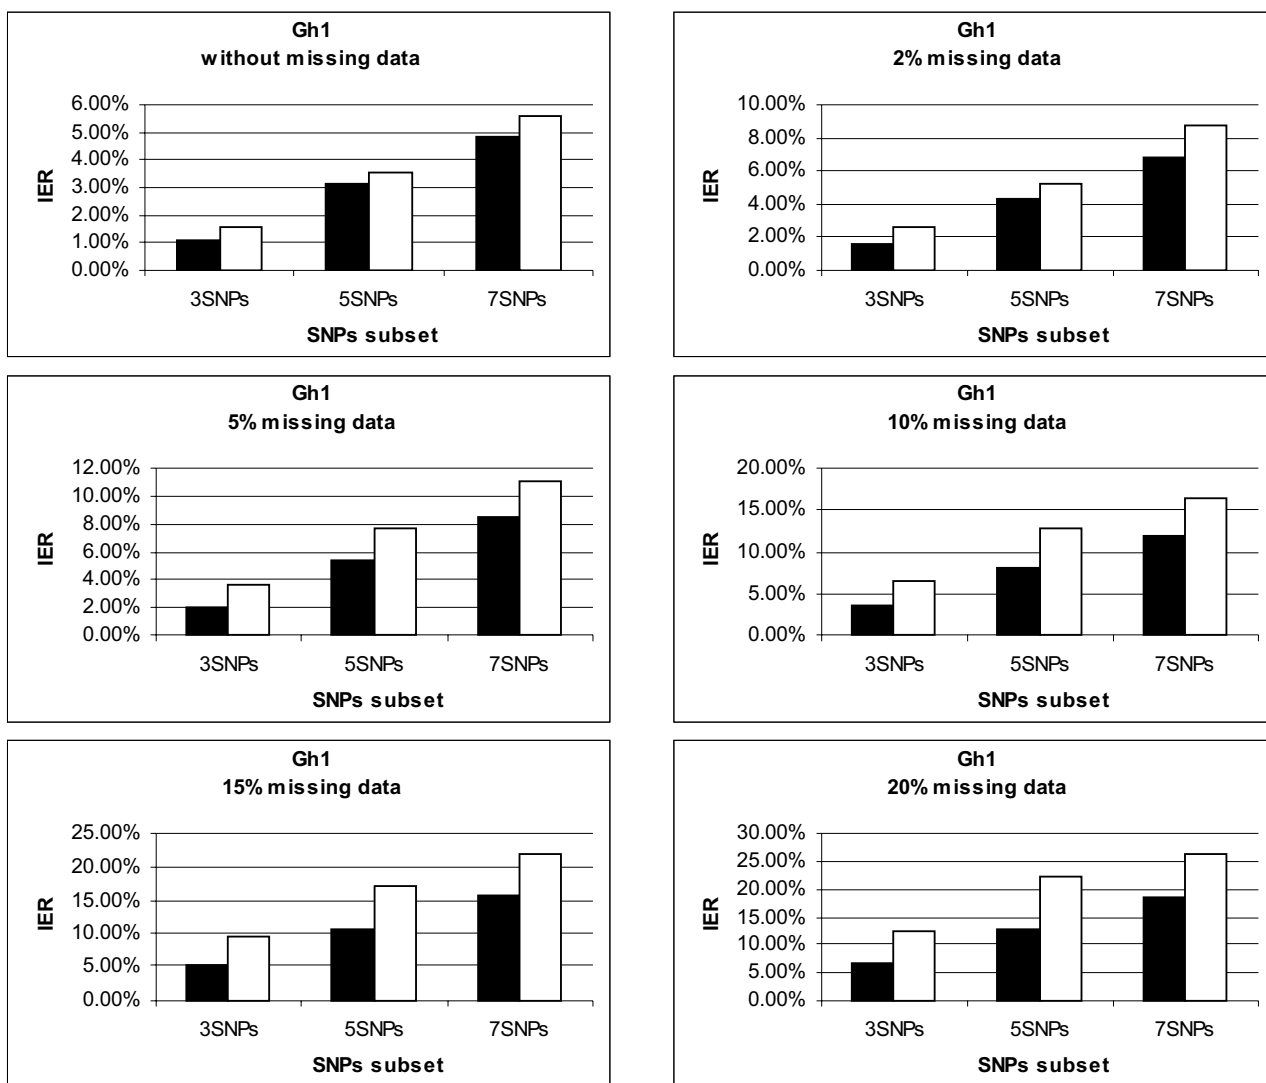 Gh1
without missing data
6.00%
5.00%
4.00%
3.00%
2.00%
1.00%
0.00%
IER
3SNPs 5SNPs 7SNPs
SNPs subset
Gh1
2% missing data
10.00%
8.00%
6.00%
4.00%
2.00%
0.00%
IER
3SNPs 5SNPs 7SNPs
SNPs subset
Gh1
5% missing data
12.00%
10.00%
8.00%
6.00%
4.00%
2.00%
0.00%
IER
3SNPs 5SNPs 7SNPs
SNPs subset
Gh1
10% missing data
20.00%
15.00%
10.00%
5.00%
0.00%
IER
3SNPs 5SNPs 7SNPs
SNPs subset
Gh1
15% missing data
25.00%
20.00%
15.00%
10.00%
5.00%
0.00%
IER
3SNPs 5SNPs 7SNPs
SNPs subset
Gh1
20% missing data
30.00%
25.00%
20.00%
15.00%
10.00%
5.00%
0.00%
IER
3SNPs 5SNPs 7SNPs
SNPs subset